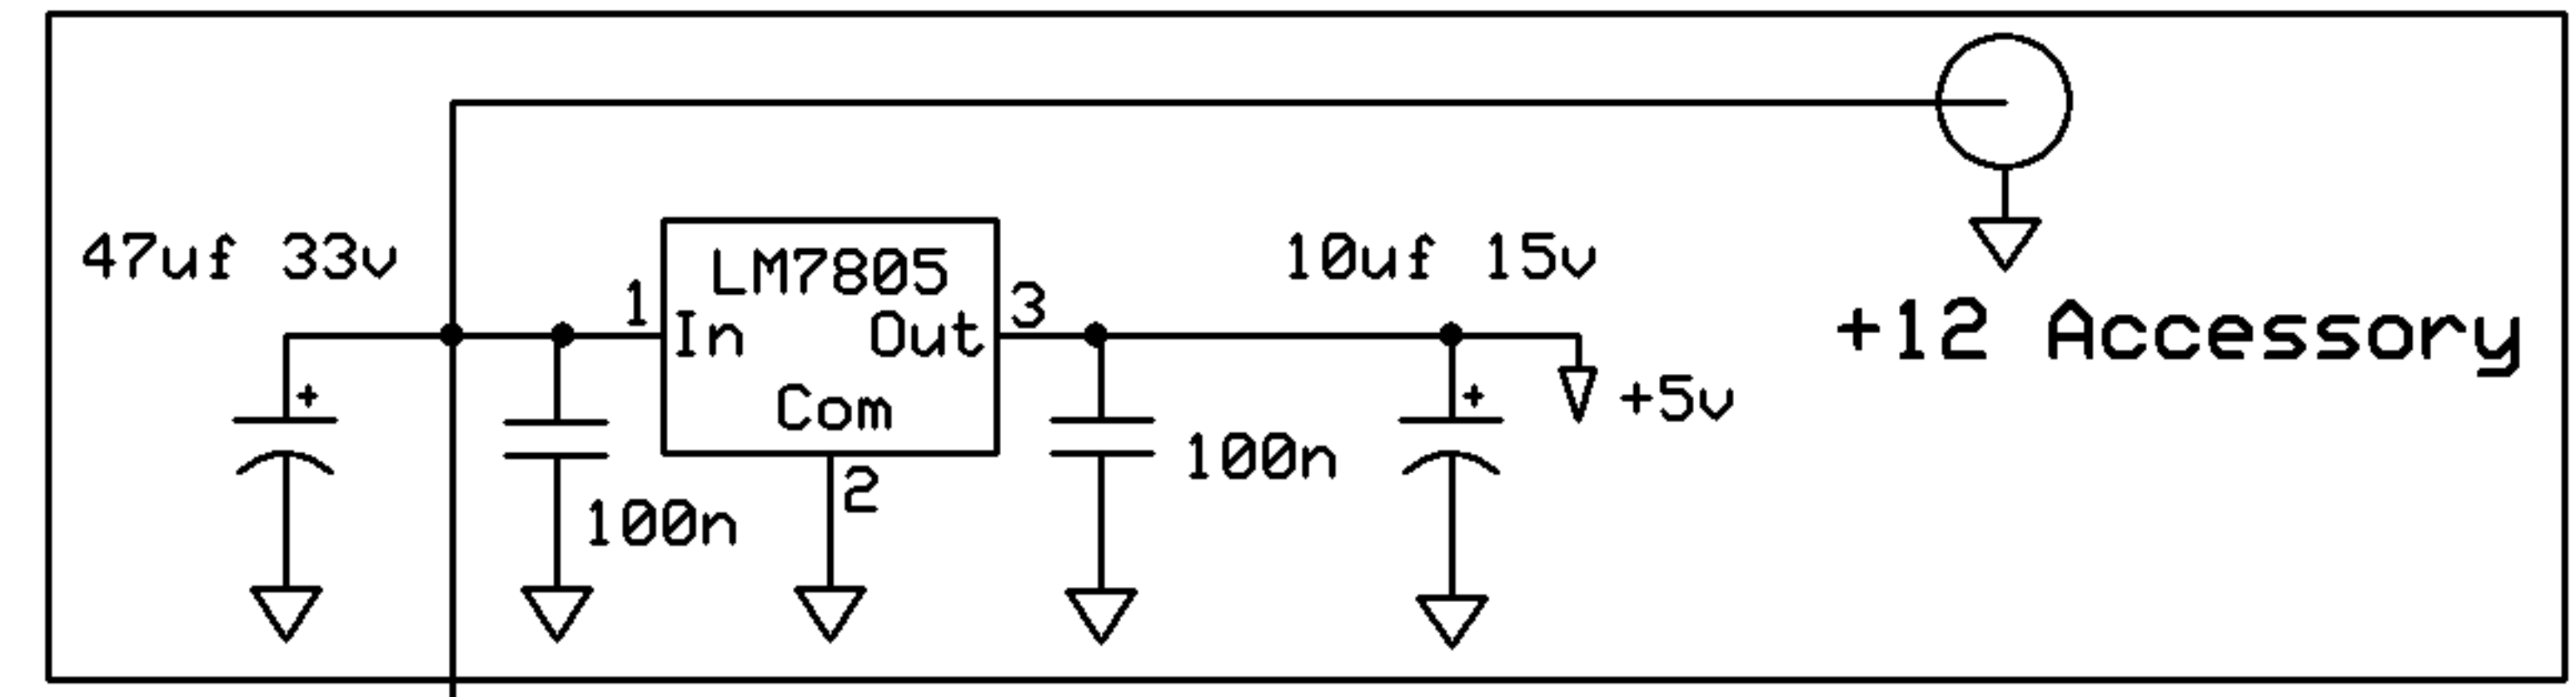 47uf 33v
LM7805
10uf 15v
1
In
Out
3
+12 Accessory
Com
+5v
100n
2
100n
+
+